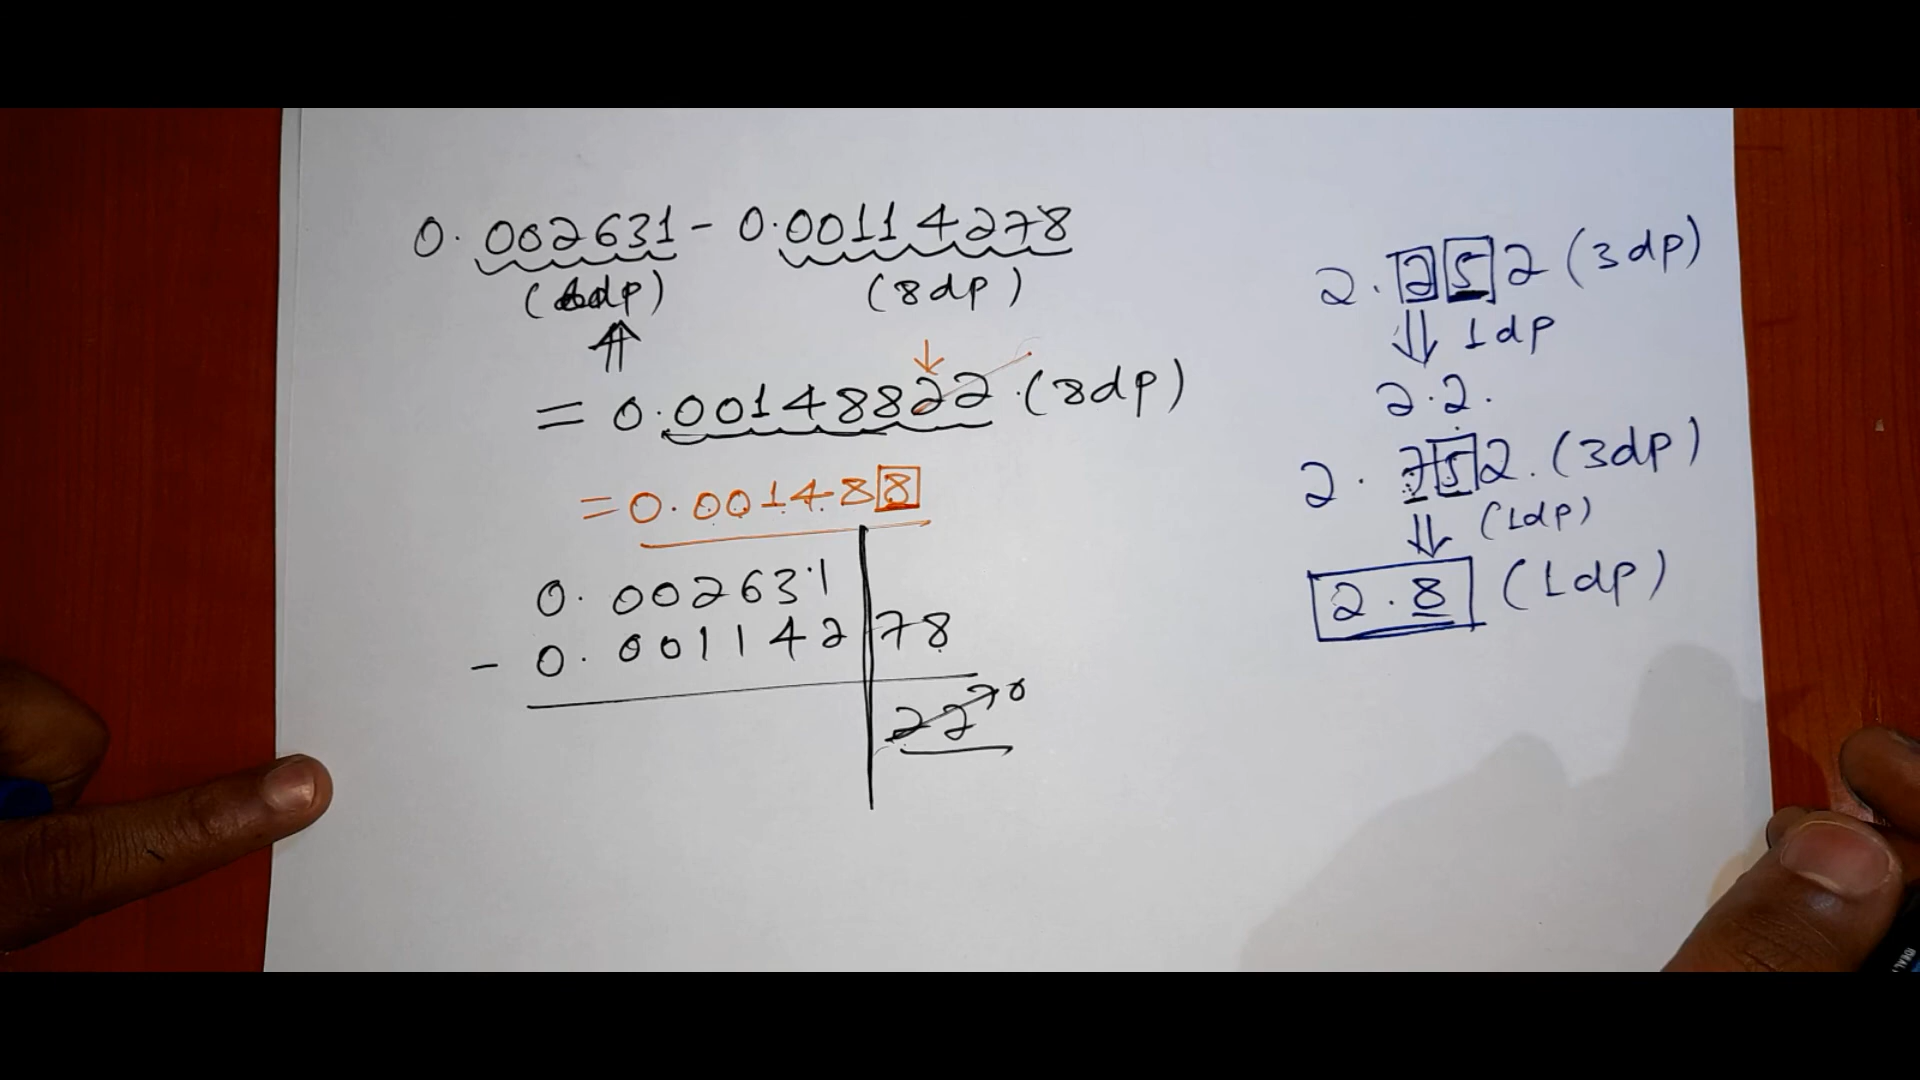 0.002631 - 0.00114278
(6dp) (8dp)
= 0.00148822 (8dp)
= 0.001488
0.002631
- 0.00114278
22
2.252 (3dp)
⇓ 1dp
2.2.
2.752. (3dp)
⇓ (1dp)
2.8 (1dp)